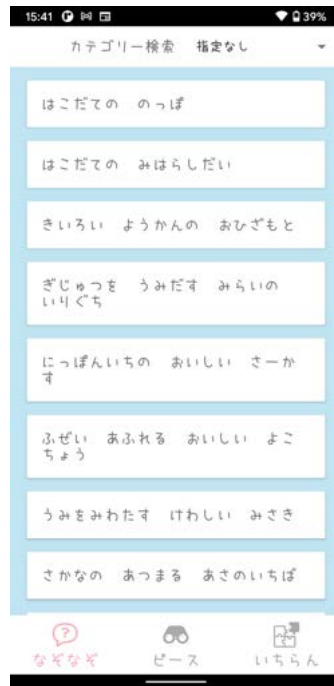 15:41 39%
カテゴリー検索 指定なし
はこだての のっぽ
はこだての みはらしだい
きいろい ようかんの おひざもと
ぎじゅつを うみだす みらいの
いりぐち
にっぽんいちの おいしい さーか
す
ふぜい あふれる おいしい よこ
ちょう
うみをみわたす けわしい みさき
さかなの あつまる あさのいちば
なぞなぞ ピース いちらん